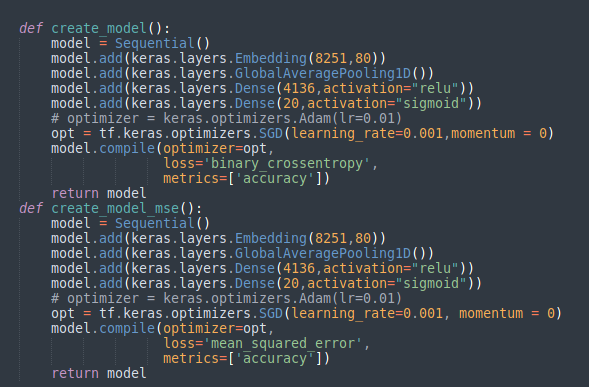 def create_model():
    model = Sequential()
    model.add(keras.layers.Embedding(8251,80))
    model.add(keras.layers.GlobalAveragePooling1D())
    model.add(keras.layers.Dense(4136,activation="relu"))
    model.add(keras.layers.Dense(20,activation="sigmoid"))
    # optimizer = keras.optimizers.Adam(lr=0.01)
    opt = tf.keras.optimizers.SGD(learning_rate=0.001,momentum = 0)
    model.compile(optimizer=opt,
                  loss='binary_crossentropy',
                  metrics=['accuracy'])
    return model
def create_model_mse():
    model = Sequential()
    model.add(keras.layers.Embedding(8251,80))
    model.add(keras.layers.GlobalAveragePooling1D())
    model.add(keras.layers.Dense(4136,activation="relu"))
    model.add(keras.layers.Dense(20,activation="sigmoid"))
    # optimizer = keras.optimizers.Adam(lr=0.01)
    opt = tf.keras.optimizers.SGD(learning_rate=0.001, momentum = 0)
    model.compile(optimizer=opt,
                  loss='mean_squared_error',
                  metrics=['accuracy'])
    return model